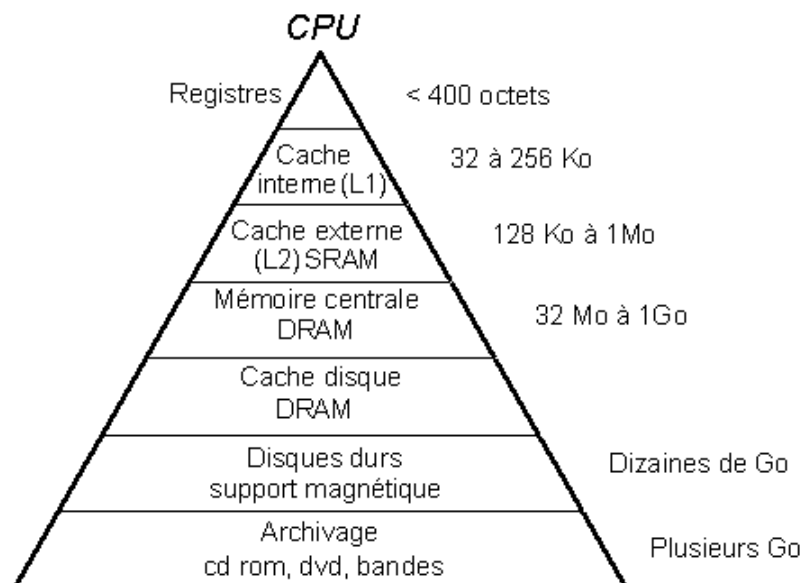 CPU
Registres < 400 octets
Cache
interne (L1)
32 à 256 Ko
Cache externe
(L2) SRAM
128 Ko à 1Mo
Mémoire centrale
DRAM
32 Mo à 1Go
Cache disque
DRAM
Disques durs
support magnétique
Dizaines de Go
Archivage
cd rom, dvd, bandes
Plusieurs Go